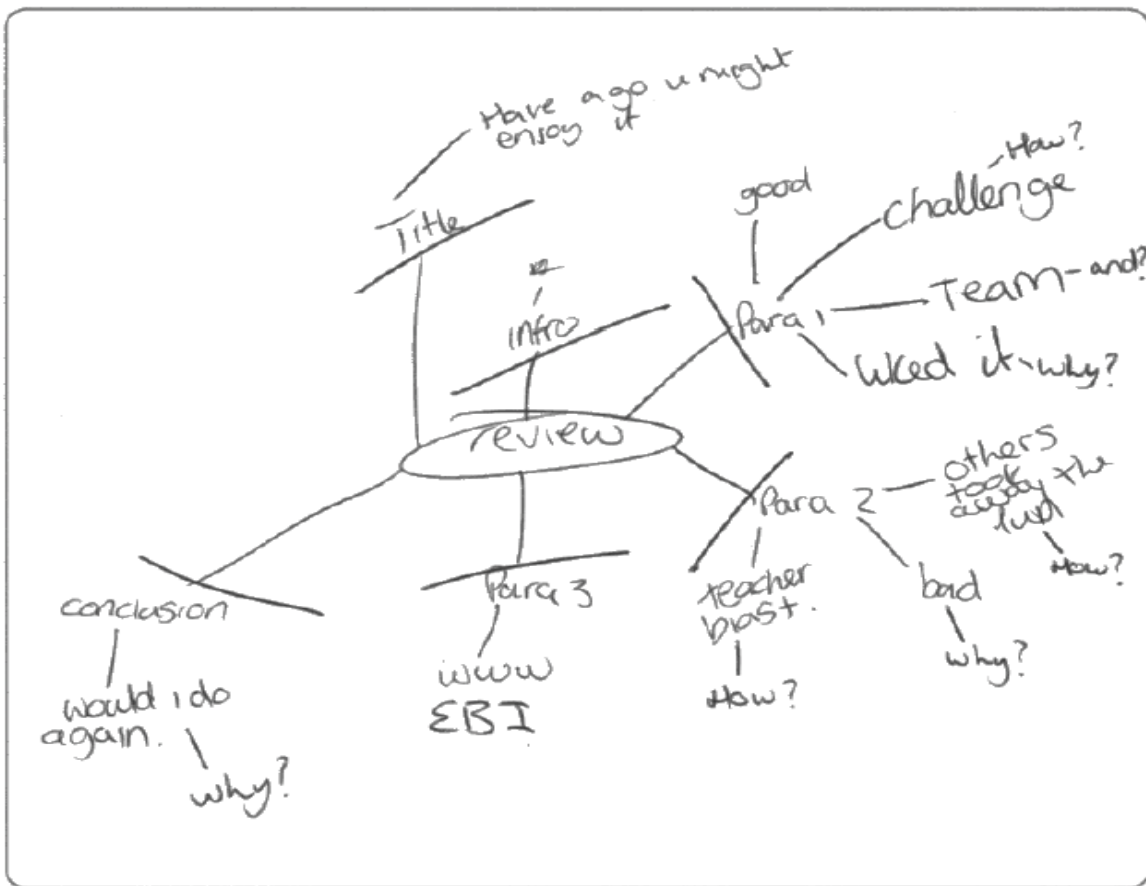 Have a go u might
enjoy it
Title
intro
good
How?
challenge
Para 1
Team - and?
liked it - why?
review
Para 2
others
took
away the
fun
How?
bad
why?
teacher
How?
Para 3
www
EBI
conclusion
would i do
again.
why?